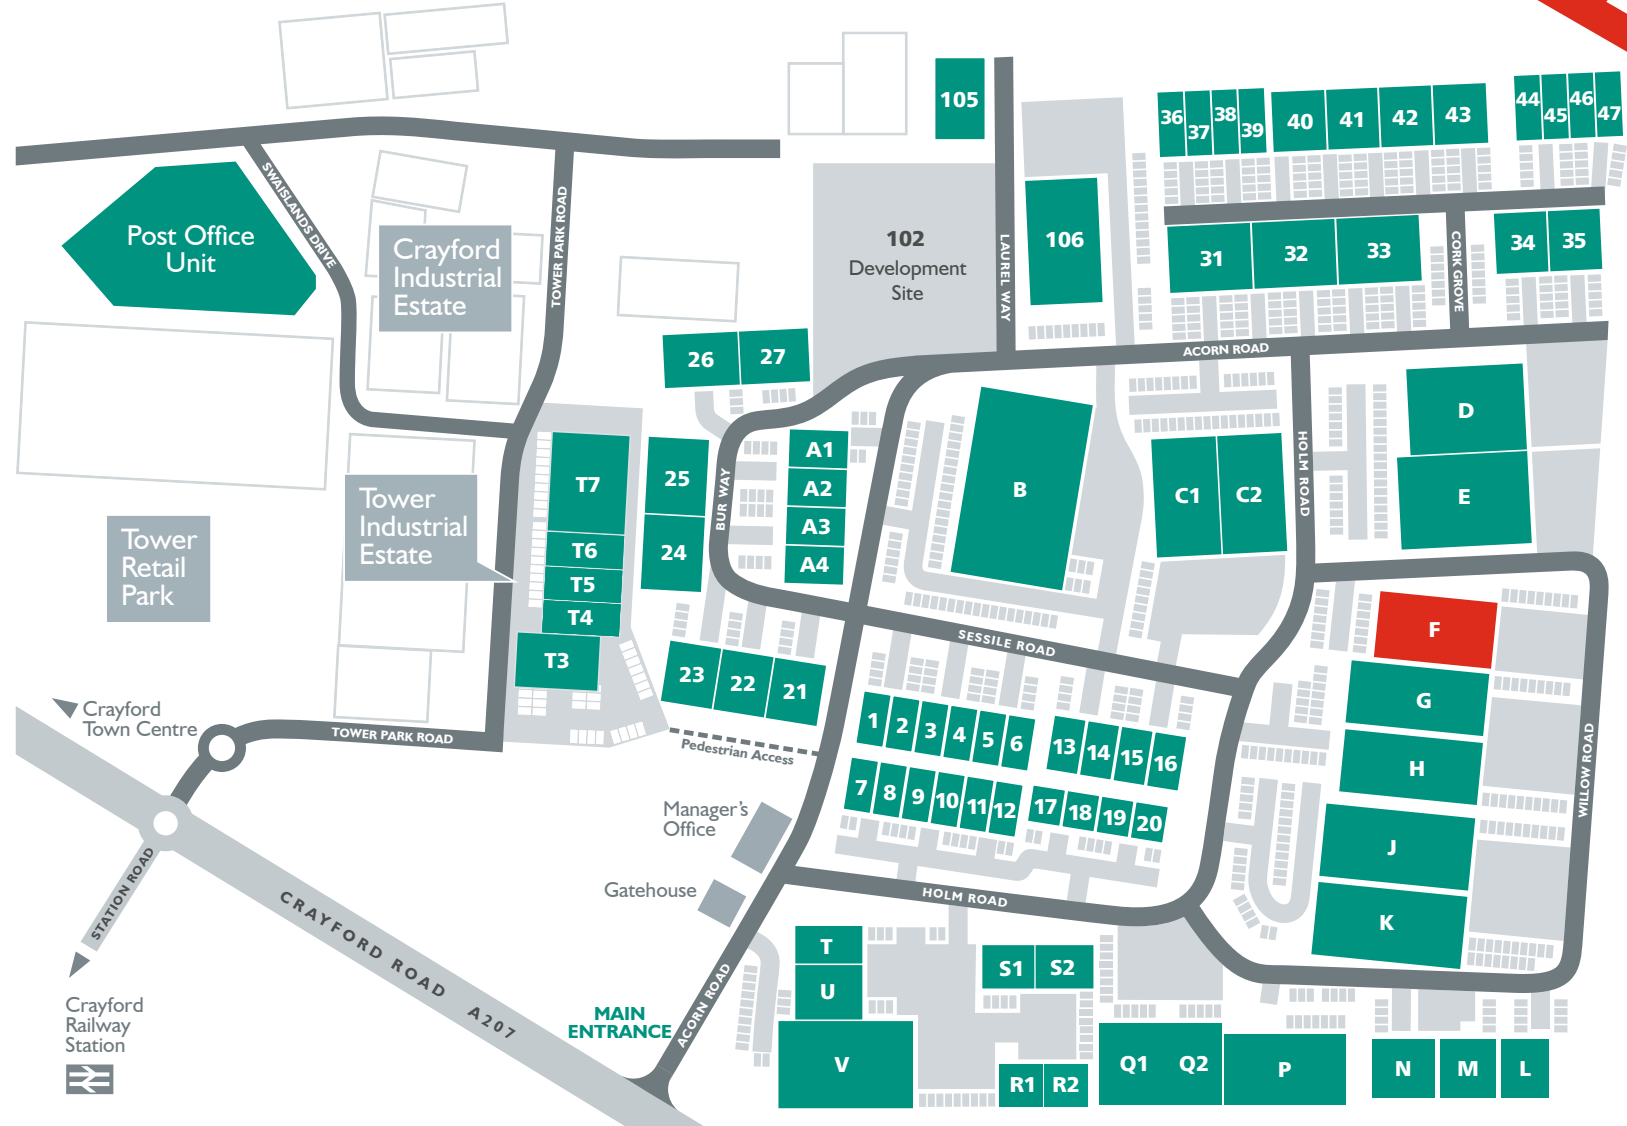 105
36
37
38
39
40
41
42
43
44
45
46
47
SWAISLANDS DRIVE
TOWER PARK ROAD
Post Office
Unit
Crayford
Industrial
Estate
102
Development
Site
LAUREL WAY
106
31
32
33
CORK GROVE
34
35
26
27
ACORN ROAD
HOLM ROAD
D
E
25
24
BUR WAY
A1
A2
A3
A4
B
C1
C2
T7
T6
T5
T4
T3
Tower
Industrial
Estate
Tower
Retail
Park
SESSILE ROAD
F
G
H
J
K
WILLOW ROAD
23
22
21
Crayford
Town Centre
TOWER PARK ROAD
Pedestrian Access
1
2
3
4
5
6
13
14
15
16
7
8
9
10
11
12
17
18
19
20
Manager's
Office
Gatehouse
HOLM ROAD
STATION ROAD
CRAYFORD ROAD A207
Crayford
Railway
Station
MAIN
ENTRANCE
ACORN ROAD
T
U
V
S1
S2
R1
R2
Q1
Q2
P
N
M
L